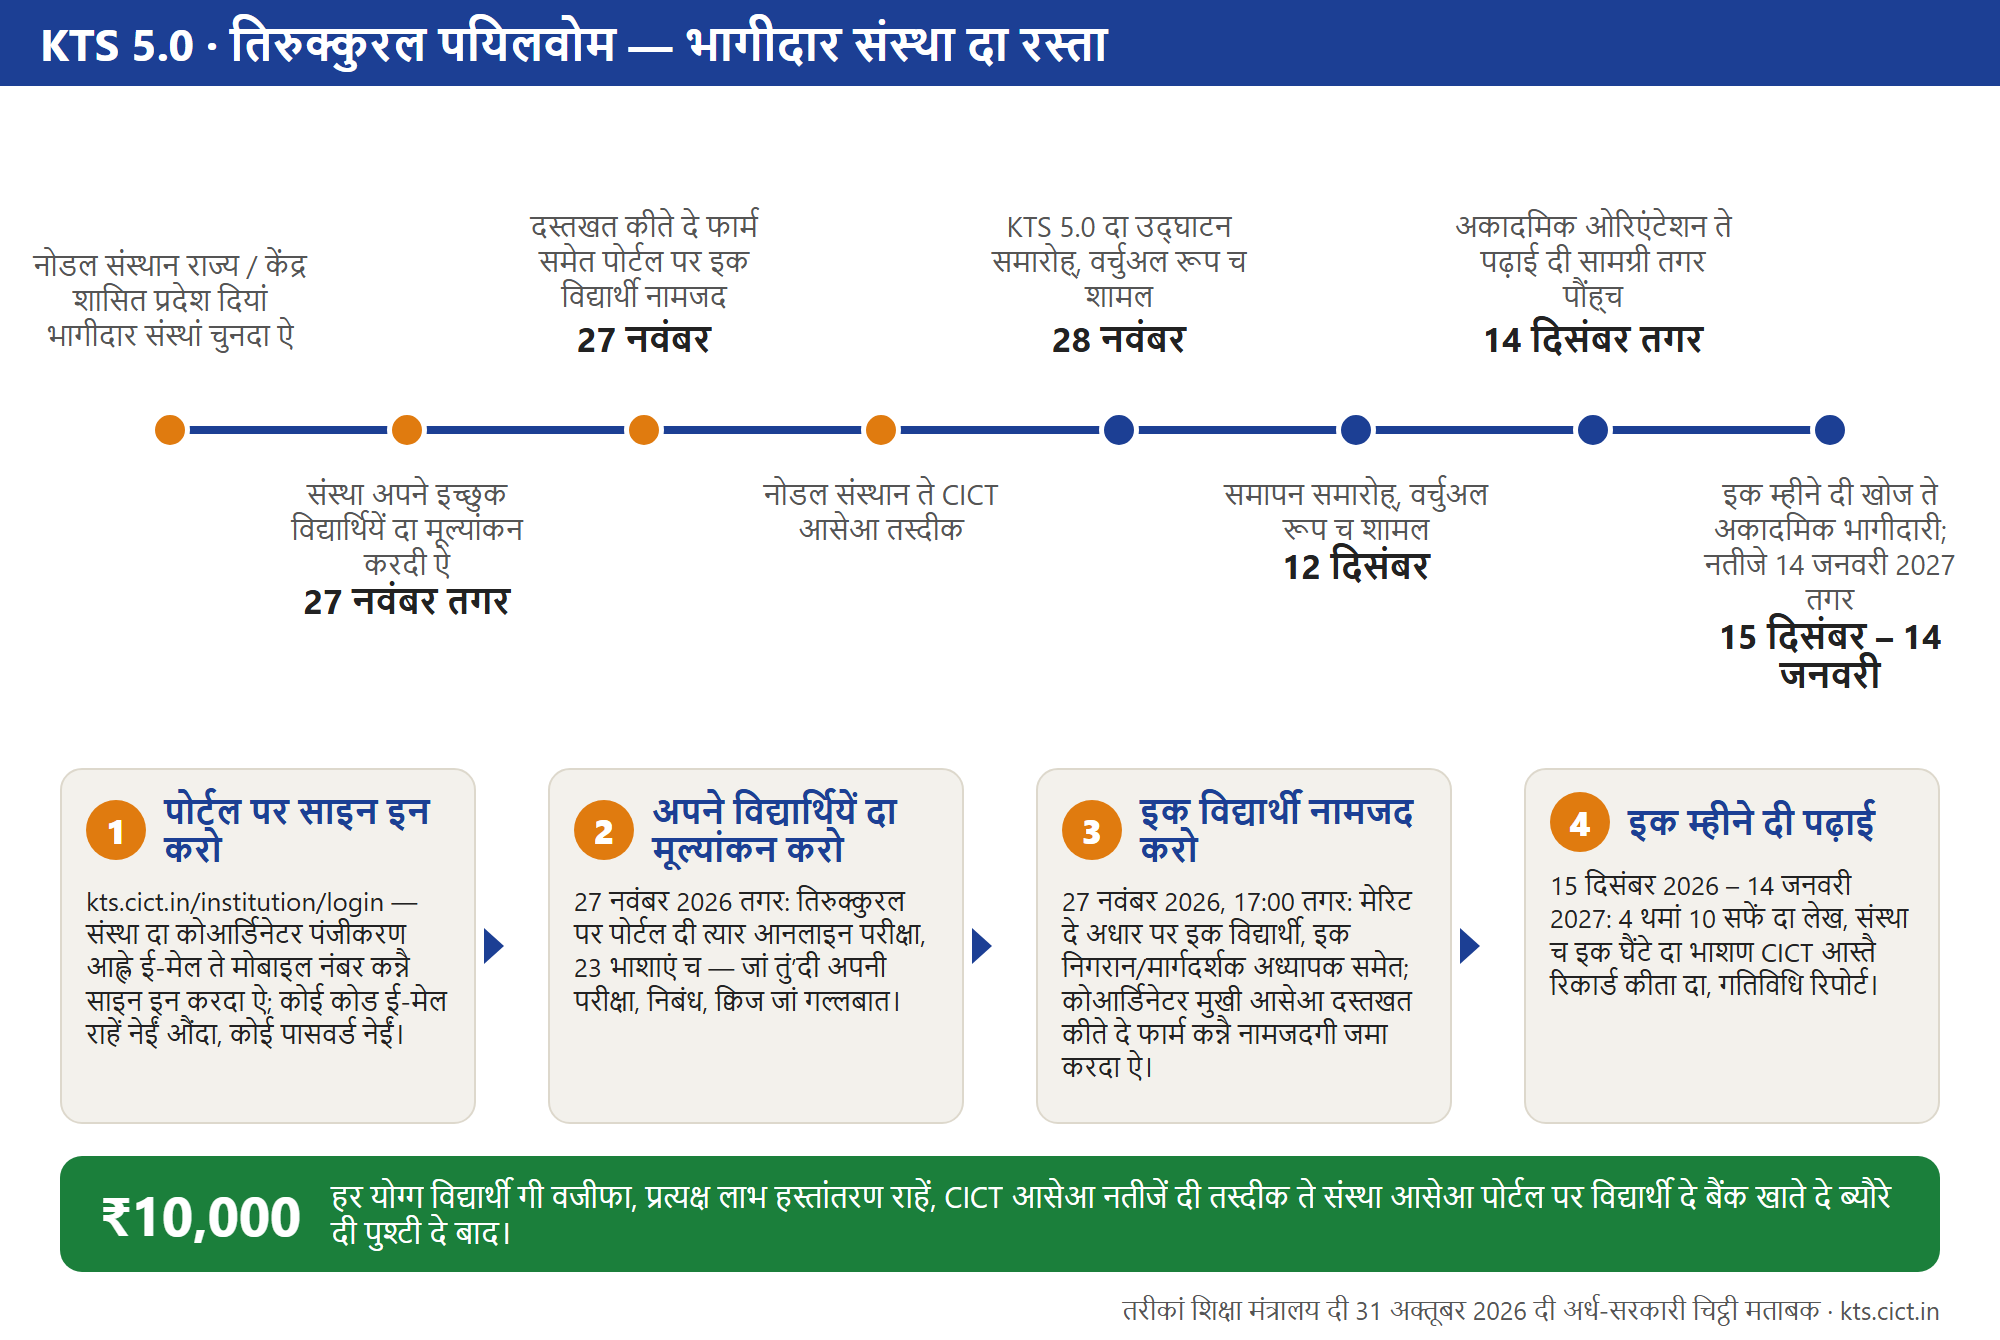 KTS 5.0 · तिरुक्कुरल पयिलवोम — भागीदार संस्था दा रस्ता
नोडल संस्थान राज्य / केंद्र
शासित प्रदेश दियां
भागीदार संस्थां चुनदा ऐ
दस्तखत कीते दे फार्म
समेत पोर्टल पर इक
विद्यार्थी नामजद
27 नवंबर
KTS 5.0 दा उद्घाटन
समारोह्, वर्चुअल रूप च
शामल
28 नवंबर
अकादमिक ओरिएंटेशन ते
पढ़ाई दी सामग्री तगर
पौंह्च
14 दिसंबर तगर
संस्था अपने इच्छुक
विद्यार्थियें दा मूल्यांकन
करदी ऐ
27 नवंबर तगर
नोडल संस्थान ते CICT
आसेआ तस्दीक
समापन समारोह्, वर्चुअल
रूप च शामल
12 दिसंबर
इक म्हीने दी खोज ते
अकादमिक भागीदारी;
नतीजे 14 जनवरी 2027
तगर
15 दिसंबर – 14
जनवरी
1
पोर्टल पर साइन इन
करो
kts.cict.in/institution/login —
संस्था दा कोआर्डिनेटर पंजीकरण
आह्ले ई-मेल ते मोबाइल नंबर कन्नै
साइन इन करदा ऐ; कोई कोड ई-मेल
राहें नेईं औंदा, कोई पासवर्ड नेईं।
2
अपने विद्यार्थियें दा
मूल्यांकन करो
27 नवंबर 2026 तगर: तिरुक्कुरल
पर पोर्टल दी त्यार आनलाइन परीक्षा,
23 भाशाएं च — जां तुं'दी अपनी
परीक्षा, निबंध, क्विज जां गल्लबात।
3
इक विद्यार्थी नामजद
करो
27 नवंबर 2026, 17:00 तगर: मेरिट
दे अधार पर इक विद्यार्थी, इक
निगरान/मार्गदर्शक अध्यापक समेत;
कोआर्डिनेटर मुखी आसेआ दस्तखत
कीते दे फार्म कन्नै नामजदगी जमा
करदा ऐ।
4
इक म्हीने दी पढ़ाई
15 दिसंबर 2026 – 14 जनवरी
2027: 4 थमां 10 सफें दा लेख, संस्था
च इक घैंटे दा भाशण CICT आस्तै
रिकार्ड कीता दा, गतिविधि रिपोर्ट।
₹10,000
हर योग्ग विद्यार्थी गी वजीफा, प्रत्यक्ष लाभ हस्तांतरण राहें, CICT आसेआ नतीजें दी तस्दीक ते संस्था आसेआ पोर्टल पर विद्यार्थी दे बैंक खाते दे ब्यौरे
दी पुश्टी दे बाद।
तरीकां शिक्षा मंत्रालय दी 31 अक्तूबर 2026 दी अर्ध-सरकारी चिट्ठी मताबक · kts.cict.in